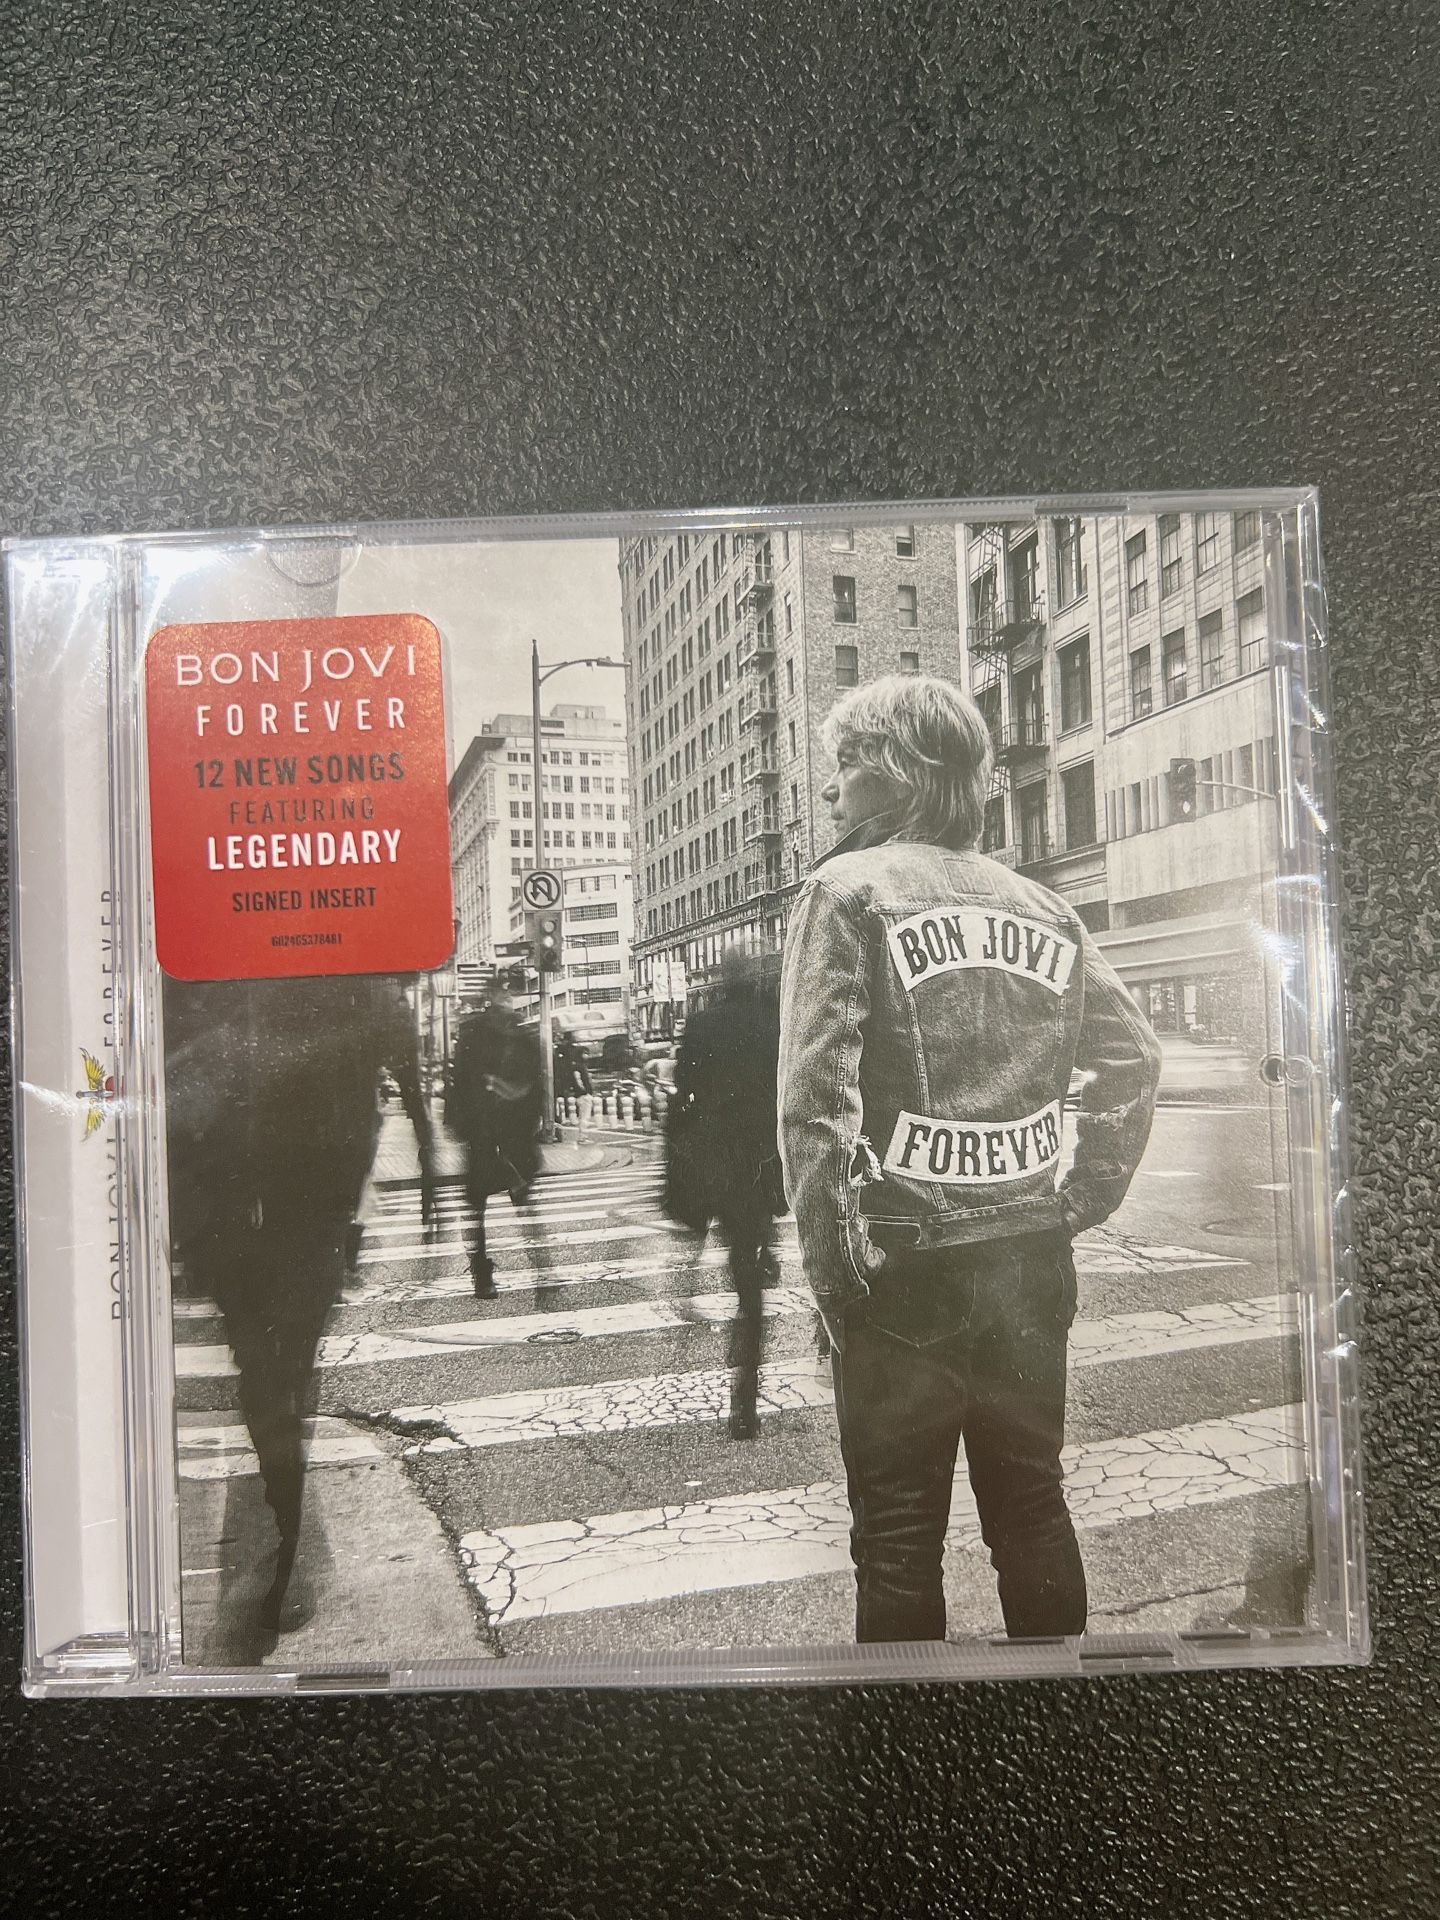 BON JOVI
FOREVER
12 NEW SONGS
FEATURING
LEGENDARY
SIGNED INSERT
BON JOVI
FOREVER
BON JOVI FOREVER